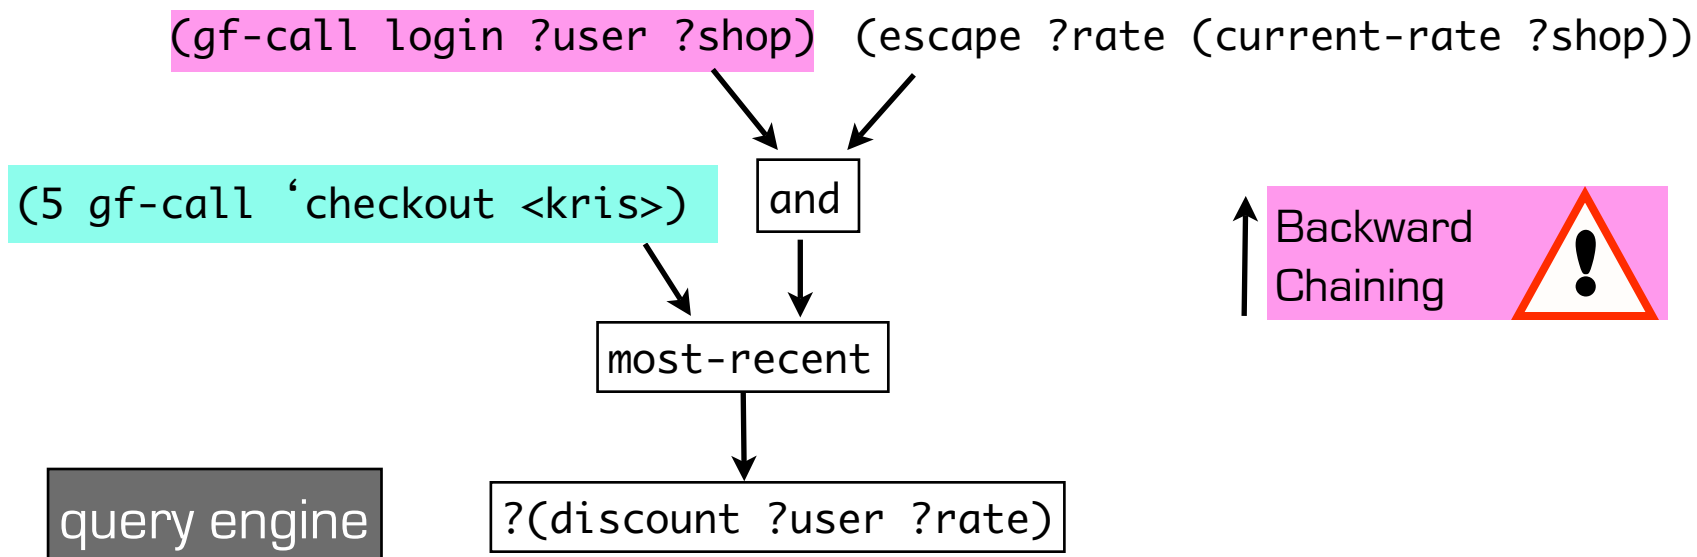 (gf-call login ?user ?shop) (escape ?rate (current-rate ?shop))
(5 gf-call ‘checkout <kris>)
and
Backward
Chaining
!
most-recent
query engine
?(discount ?user ?rate)